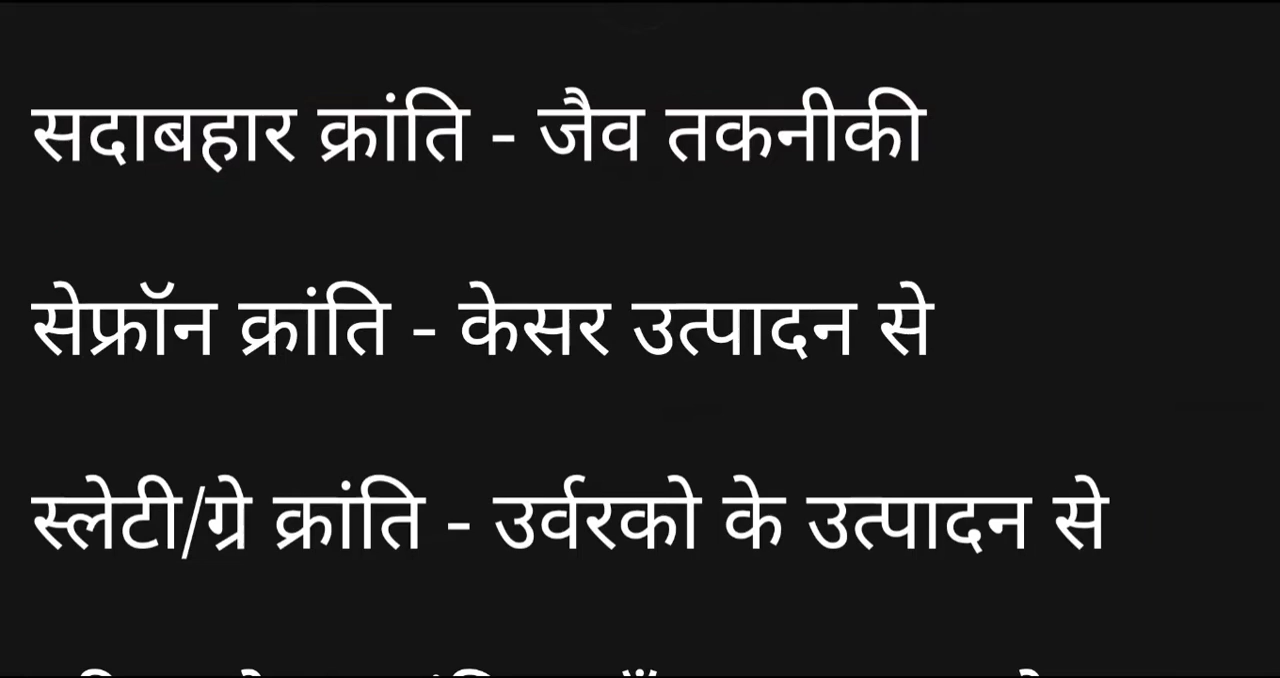 सदाबहार क्रांति - जैव तकनीकी
सेफ्रॉन क्रांति - केसर उत्पादन से
स्लेटी/ग्रे क्रांति - उर्वरको के उत्पादन से